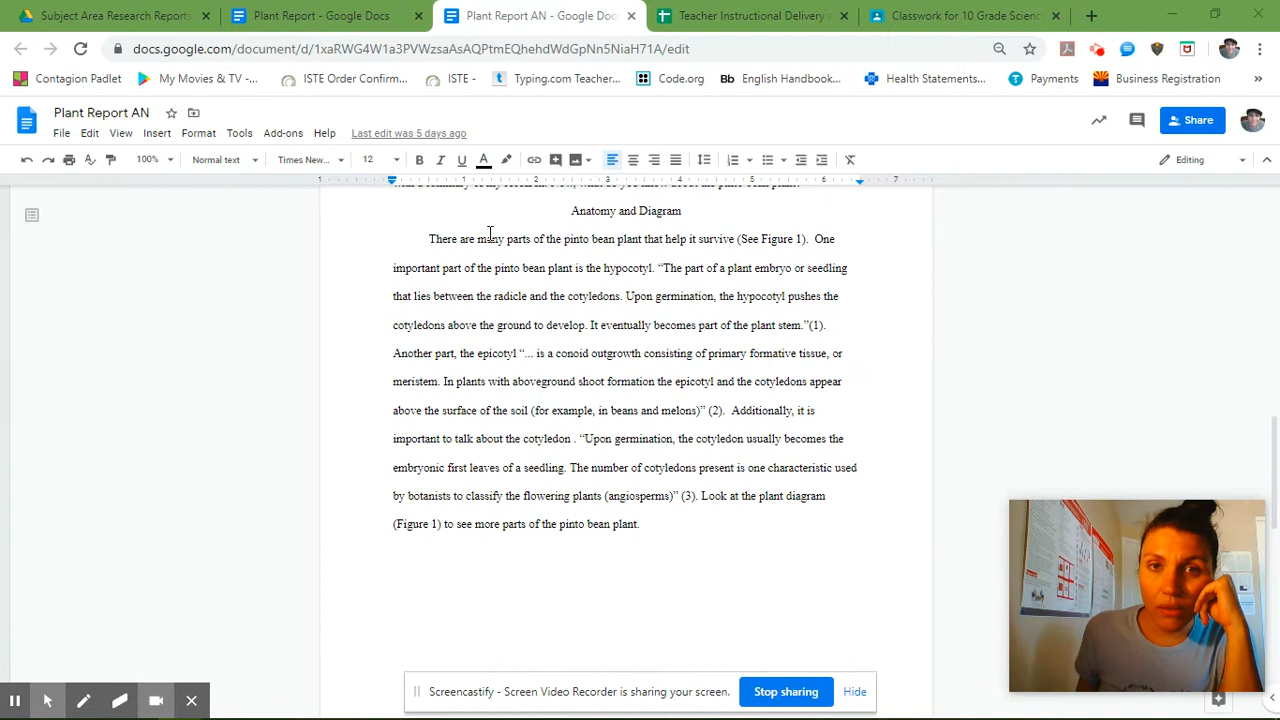 Subject Area Research Reports
Plant Report - Google Docs
Plant Report AN - Google Docs
Teacher Instructional Delivery
Classwork for 10 Grade Science
docs.google.com/document/d/1xaRWG4W1a3PVWzsaAsAQPtmEQhehdWdGpNn5NiaH71A/edit
Contagion Padlet
My Movies & TV -...
ISTE Order Confirm...
ISTE -
Typing.com Teacher...
Code.org
Bb English Handbook...
Health Statements...
Payments
Business Registration
Plant Report AN
File Edit View Insert Format Tools Add-ons Help Last edit was 5 days ago
Share
100% Normal text Times New... 12 B I U A Editing
1 1 2 3 4 5 6 7
Anatomy and Diagram
There are many parts of the pinto bean plant that help it survive (See Figure 1). One
important part of the pinto bean plant is the hypocotyl. “The part of a plant embryo or seedling
that lies between the radicle and the cotyledons. Upon germination, the hypocotyl pushes the
cotyledons above the ground to develop. It eventually becomes part of the plant stem.”(1).
Another part, the epicotyl “... is a conoid outgrowth consisting of primary formative tissue, or
meristem. In plants with aboveground shoot formation the epicotyl and the cotyledons appear
above the surface of the soil (for example, in beans and melons)” (2). Additionally, it is
important to talk about the cotyledon . “Upon germination, the cotyledon usually becomes the
embryonic first leaves of a seedling. The number of cotyledons present is one characteristic used
by botanists to classify the flowering plants (angiosperms)” (3). Look at the plant diagram
(Figure 1) to see more parts of the pinto bean plant.
Screencastify - Screen Video Recorder is sharing your screen.
Stop sharing
Hide